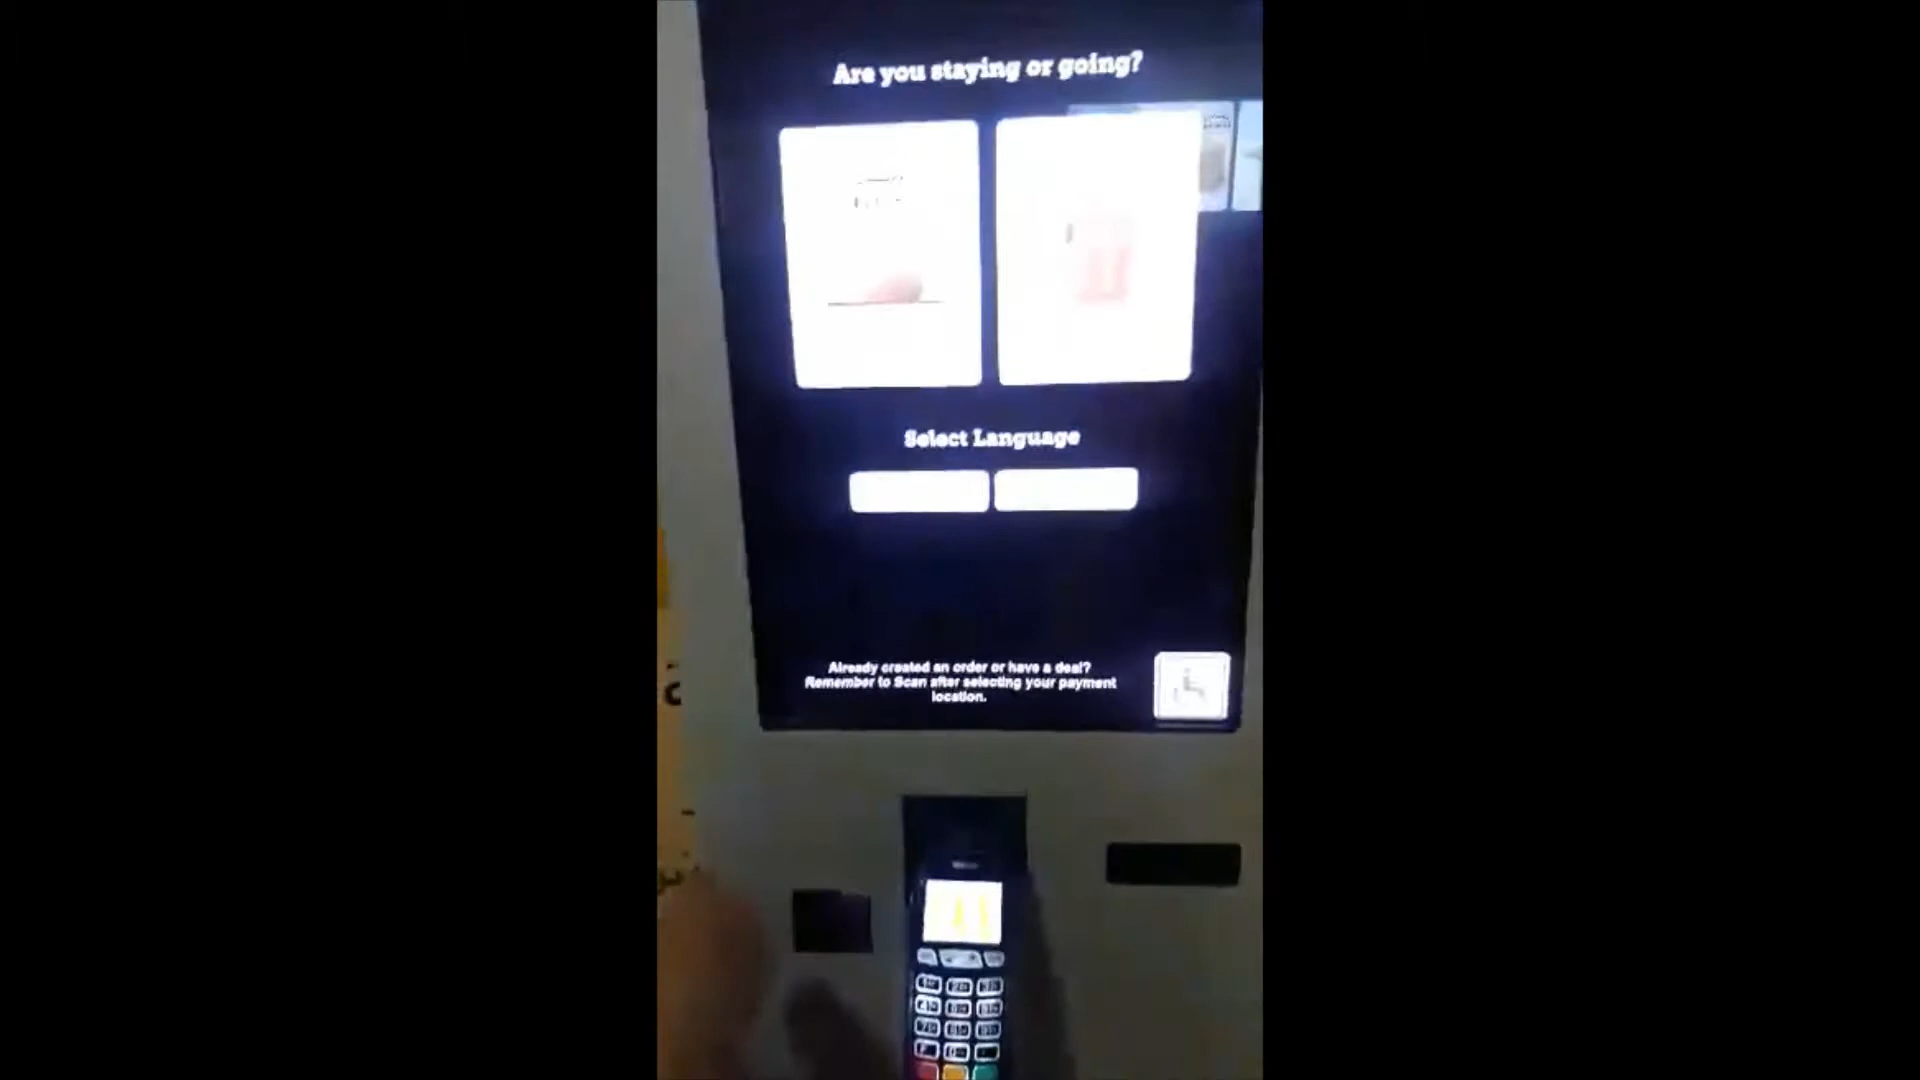 Are you staying or going?
Select Language
Already created an order or have a deal?
Remember to Scan after selecting your payment
location.